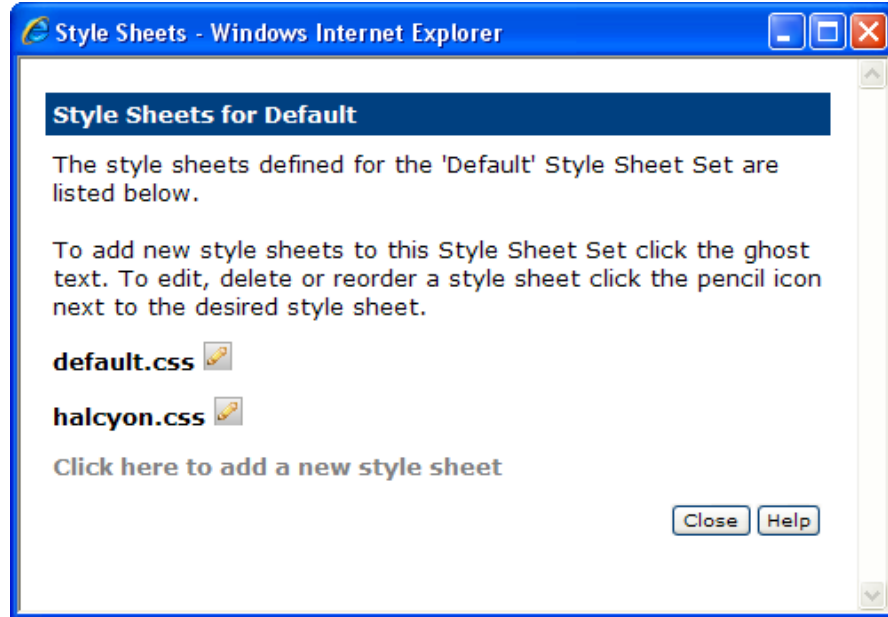 Style Sheets - Windows Internet Explorer
Style Sheets for Default
The style sheets defined for the 'Default' Style Sheet Set are
listed below.
To add new style sheets to this Style Sheet Set click the ghost
text. To edit, delete or reorder a style sheet click the pencil icon
next to the desired style sheet.
default.css
halcyon.css
Click here to add a new style sheet
Close Help